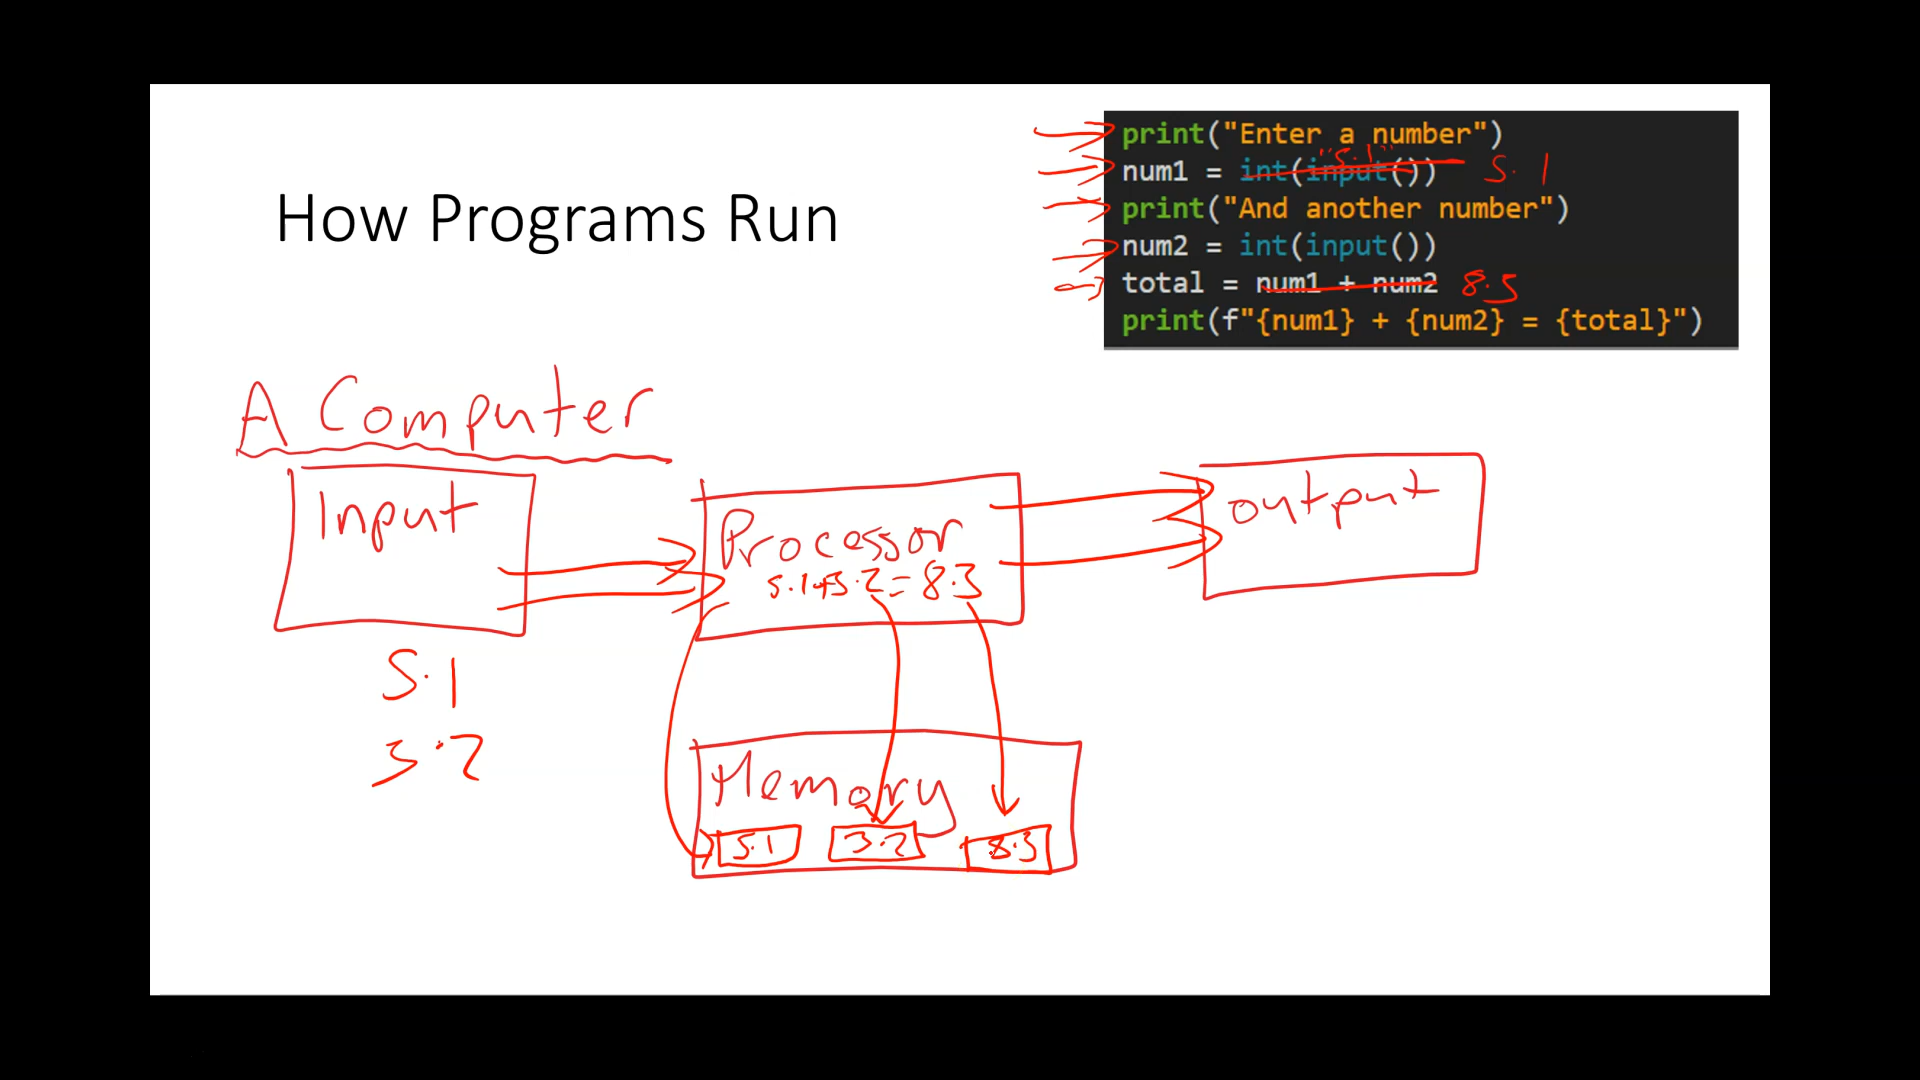 How Programs Run
print("Enter a number")
num1 = int(input()) "5.1" 5.1
print("And another number")
num2 = int(input())
total = num1 + num2 8.3
print(f"{num1} + {num2} = {total}")
A Computer
Input
Processor
5.1+3.2=8.3
output
5.1
3.2
Memory
5.1 3.2 8.3